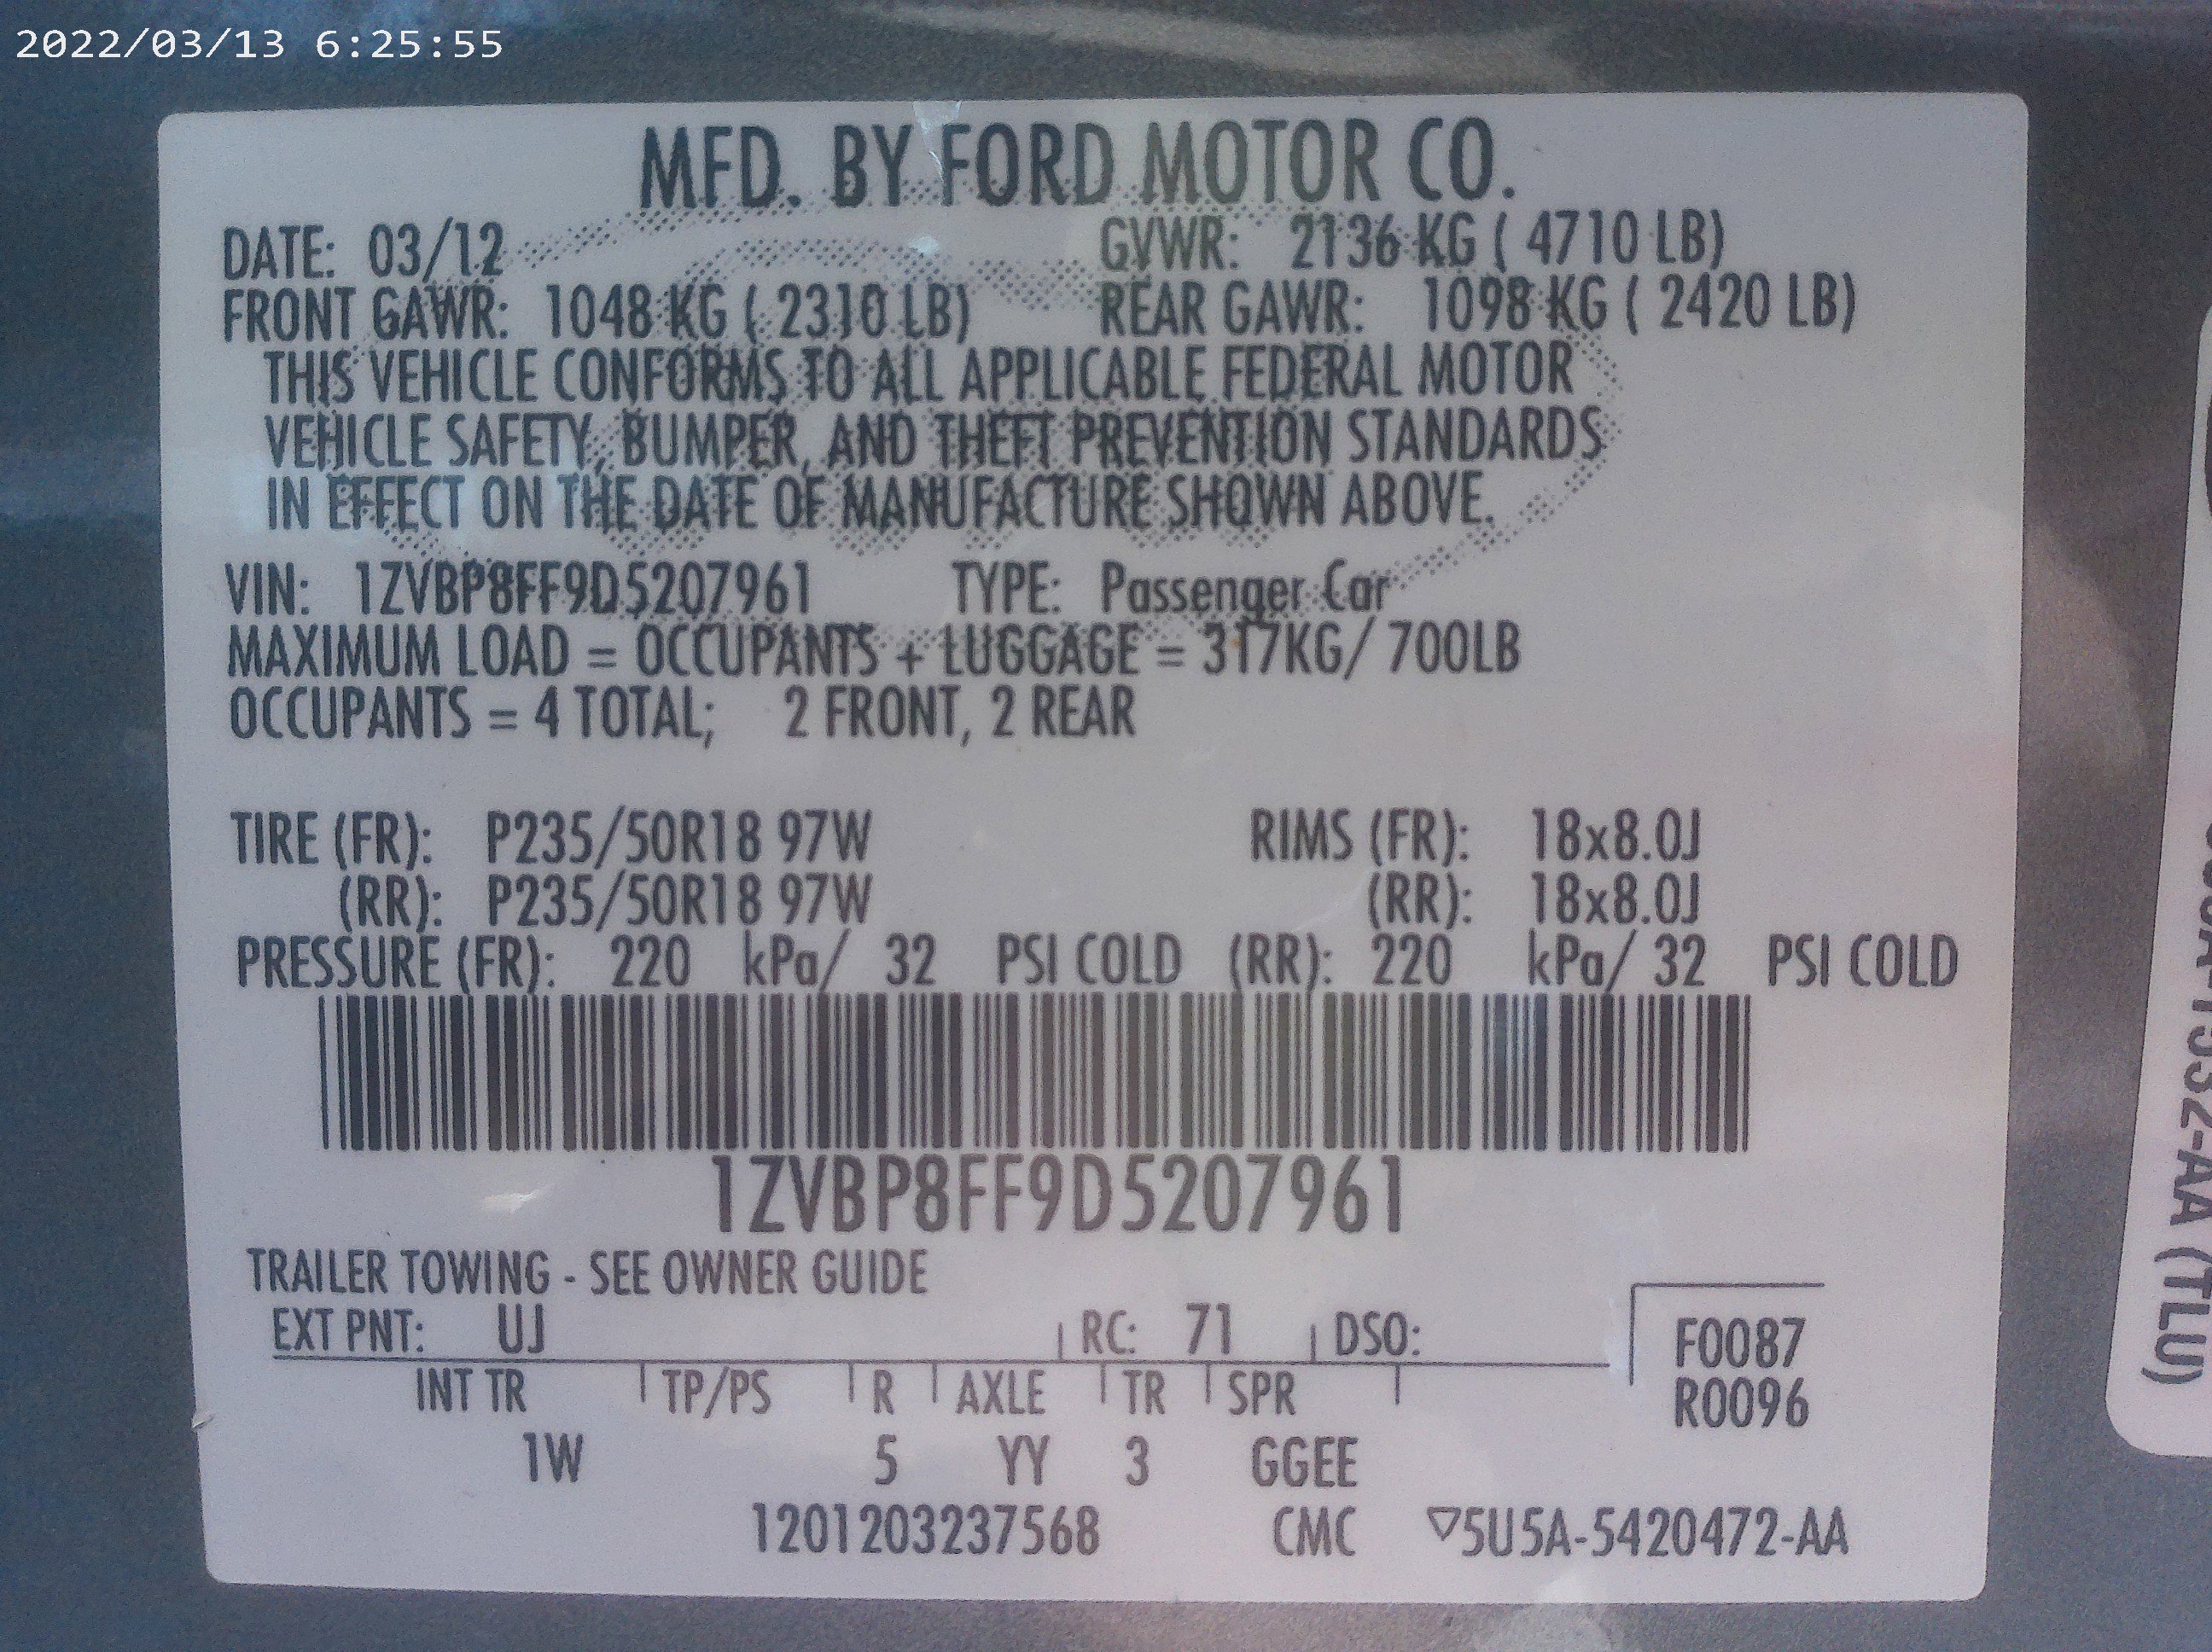 2022/03/13 6:25:55
MFD. BY FORD MOTOR CO.
DATE: 03/12 GVWR: 2136 KG ( 4710 LB)
FRONT GAWR: 1048 KG ( 2310 LB) REAR GAWR: 1098 KG ( 2420 LB)
THIS VEHICLE CONFORMS TO ALL APPLICABLE FEDERAL MOTOR
VEHICLE SAFETY, BUMPER, AND THEFT PREVENTION STANDARDS
IN EFFECT ON THE DATE OF MANUFACTURE SHOWN ABOVE.
VIN: 1ZVBP8FF9D5207961 TYPE: Passenger Car
MAXIMUM LOAD = OCCUPANTS + LUGGAGE = 317KG/ 700LB
OCCUPANTS = 4 TOTAL; 2 FRONT, 2 REAR
TIRE (FR): P235/50R18 97W RIMS (FR): 18x8.0J
(RR): P235/50R18 97W (RR): 18x8.0J
PRESSURE (FR): 220 kPa/ 32 PSI COLD (RR): 220 kPa/ 32 PSI COLD
1ZVBP8FF9D5207961
TRAILER TOWING - SEE OWNER GUIDE
EXT PNT: UJ RC: 71 DSO: F0087
INT TR TP/PS R AXLE TR SPR R0096
1W 5 YY 3 GGEE
1201203237568 CMC ▽5U5A-5420472-AA
(TLU)